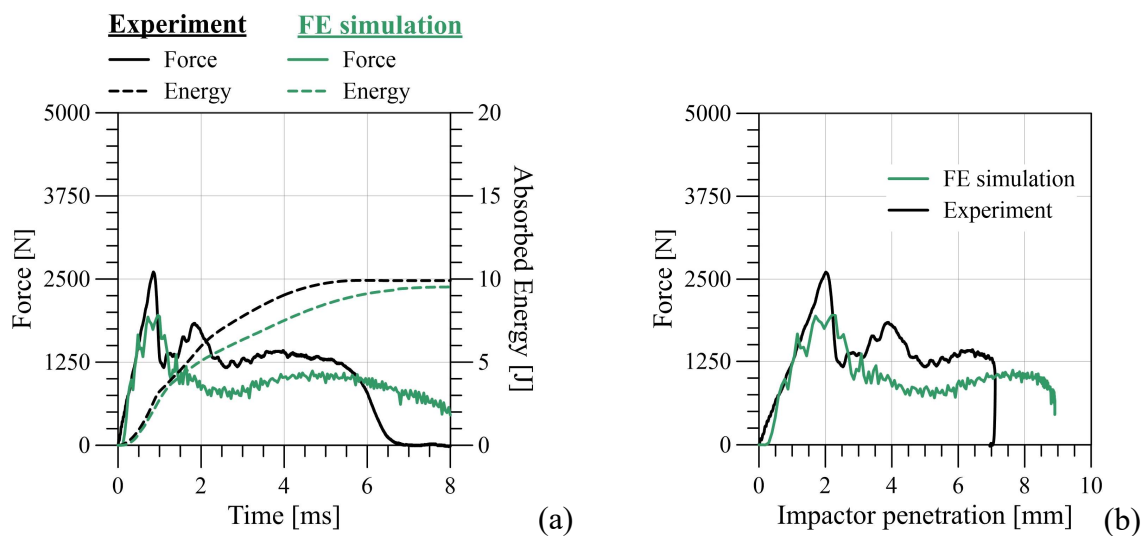 Experiment FE simulation
Force Force
Energy Energy
5000 20
3750 15
2500 10
1250 5
0 0
0 2 4 6 8
Force [N]
Absorbed Energy [J]
Time [ms]
(a)
5000
3750
2500
1250
0
0 2 4 6 8 10
Force [N]
FE simulation
Experiment
Impactor penetration [mm]
(b)